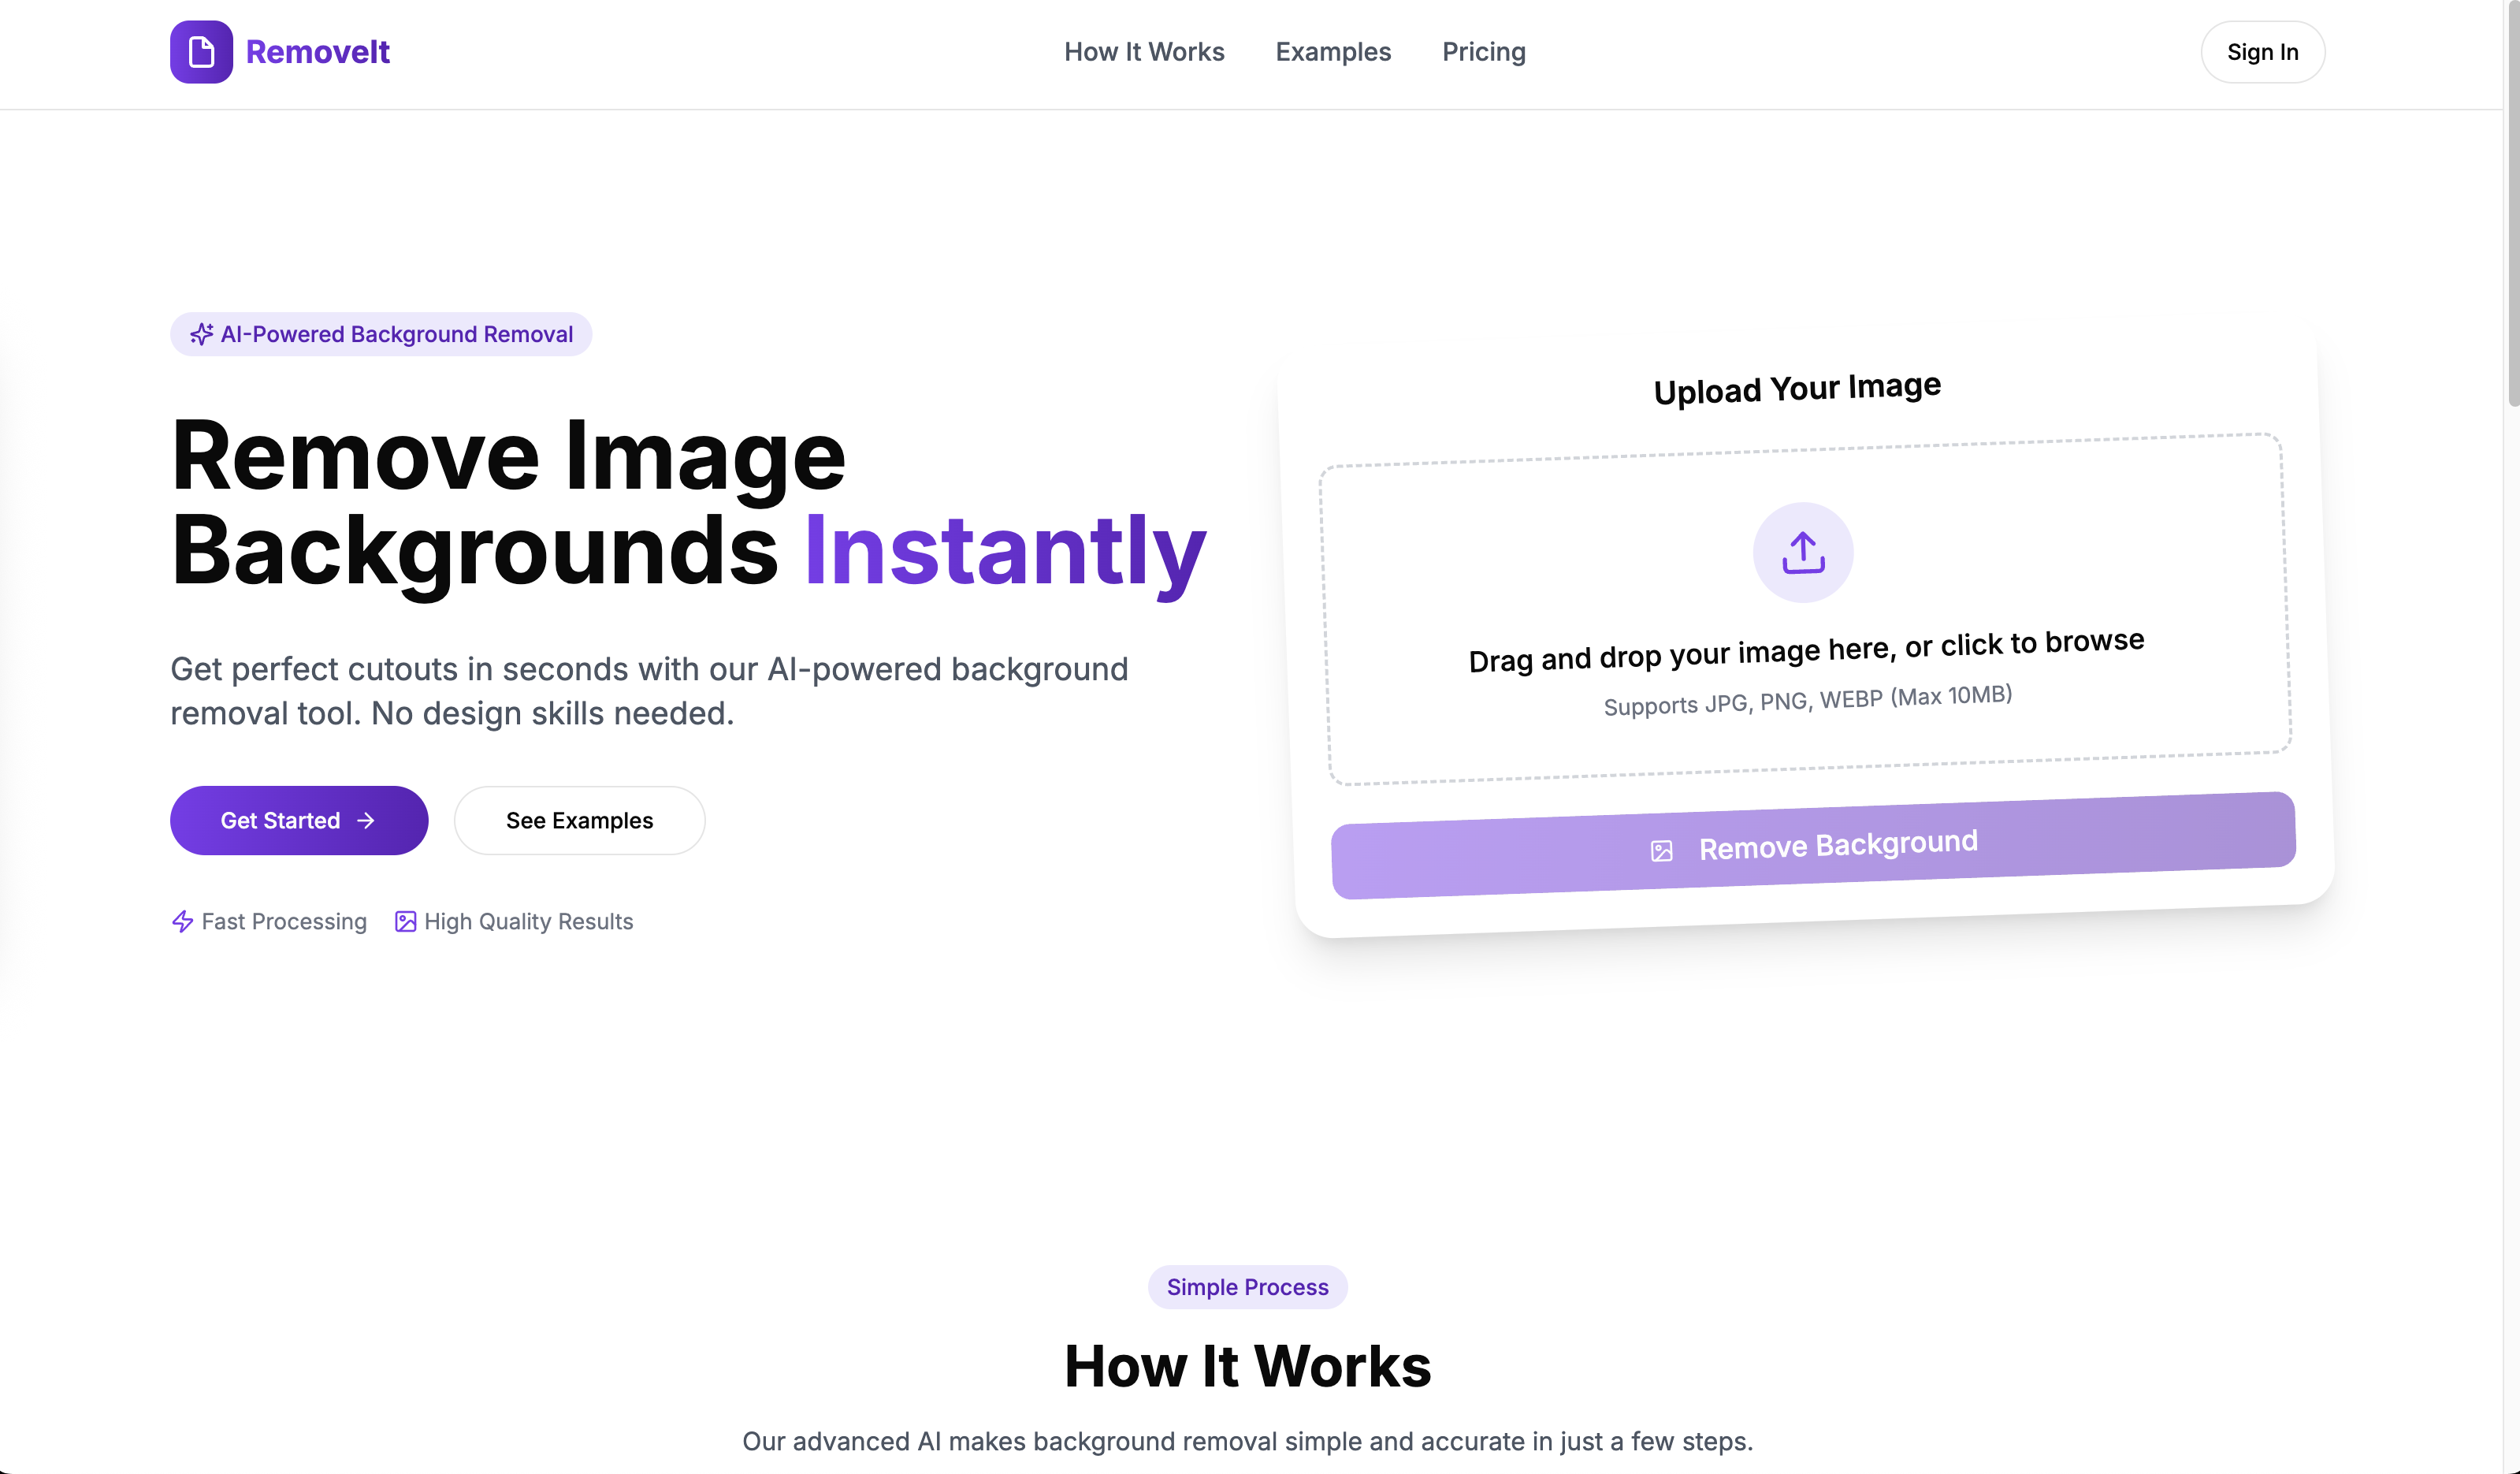 RemoveIt
How It Works
Examples
Pricing
Sign In
AI-Powered Background Removal
Remove Image
Backgrounds Instantly
Get perfect cutouts in seconds with our AI-powered background
removal tool. No design skills needed.
Get Started
See Examples
Fast Processing
High Quality Results
Upload Your Image
Drag and drop your image here, or click to browse
Supports JPG, PNG, WEBP (Max 10MB)
Remove Background
Simple Process
How It Works
Our advanced AI makes background removal simple and accurate in just a few steps.